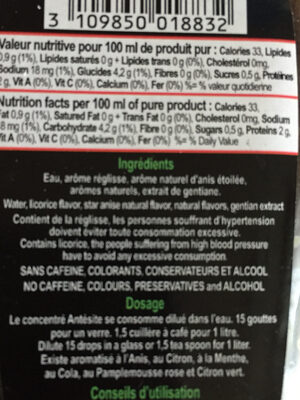 3 109850 018832
Valeur nutritive pour 100 ml de produit pur : Calories 33, Lipides
0,9 g (1%), Lipides saturés 0 g + Lipides trans 0 g (0%), Cholestérol 0mg,
Sodium 18 mg (1%), Glucides 4,2 g (1%), Fibres 0 g (0%), Sucres 0,5 g, Protéines
2 g, Vit A (0%), Vit C (0%), Calcium (0%), Fer (0%) %= % valeur quotidienne
Nutrition facts per 100 ml of pure product : Calories 33,
Fat 0,9 g (1%), Satured Fat 0 g + Trans Fat 0 g (0%), Cholesterol 0mg, Sodium
8 mg (1%), Carbohydrate 4,2 g (1%), Fibre 0 g (0%), Sugars 0,5 g, Proteins 2 g,
Vit A (0%), Vit C (0%), Calcium (0%), Fer (0%) %= % Daily Value
Ingrédients
Eau, arôme réglisse, arôme naturel d'anis étoilée,
arômes naturels, extrait de gentiane.
Water, licorice flavor, star anise natural flavor, natural flavors, gentian extract
Contient de la réglisse, les personnes souffrant d'hypertension
doivent éviter toute consommation excessive.
Contains licorice, the people suffering from high blood pressure
have to avoid any excessive consumption.
SANS CAFEINE, COLORANTS, CONSERVATEURS ET ALCOOL
NO CAFFEINE, COLOURS, PRESERVATIVES and ALCOHOL
Dosage
Le concentré Antésite se consomme dilué dans l'eau. 15 gouttes
pour un verre. 1,5 cuillère à café pour 1 litre.
Dilute 15 drops in a glass or 1,5 tea spoon for 1 liter.
Existe aromatisé à l'Anis, au Citron, à la Menthe,
au Cola, au Pamplemousse rose et Citron vert.
Conseils d'utilisation